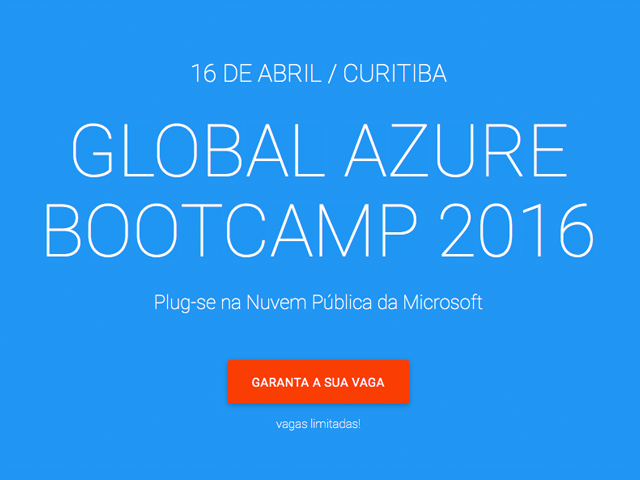 16 DE ABRIL / CURITIBA
GLOBAL AZURE
BOOTCAMP 2016
Plug-se na Nuvem Pública da Microsoft
GARANTA A SUA VAGA
vagas limitadas!